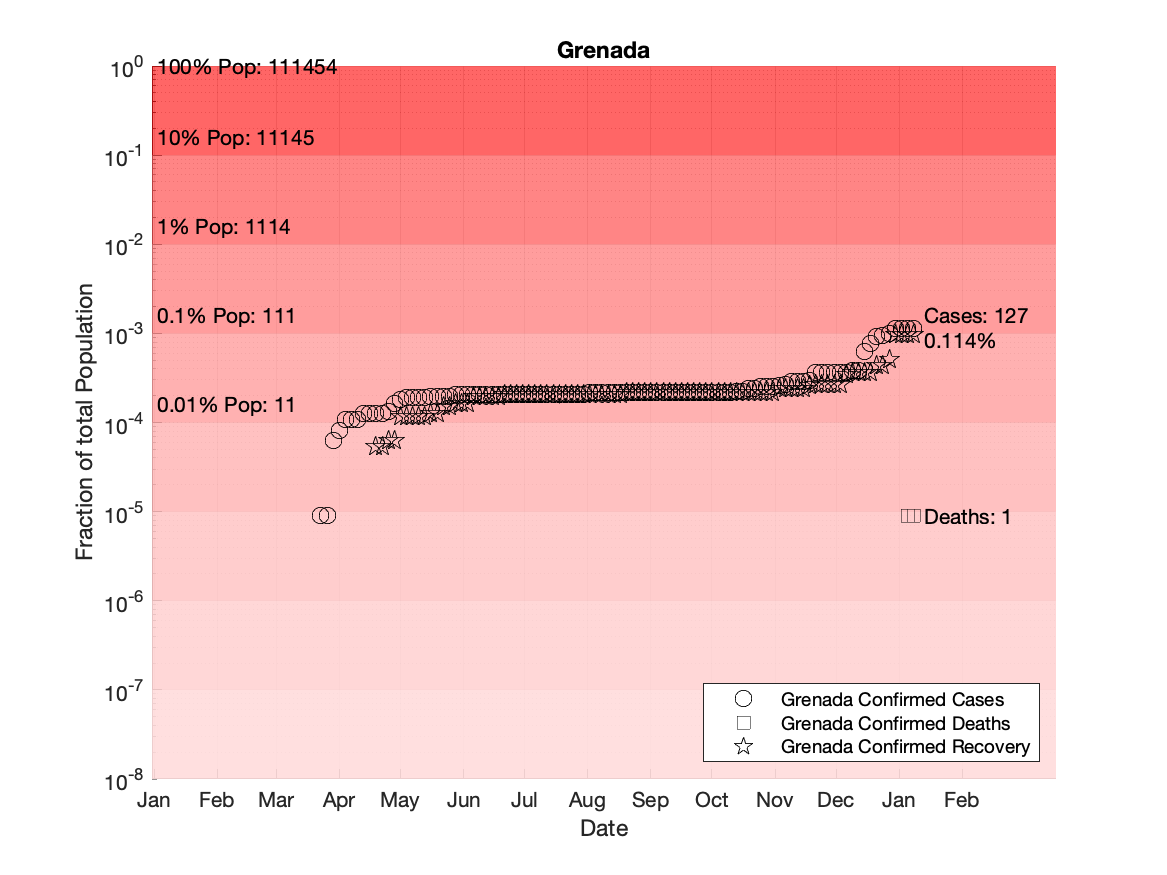 Grenada
10^0
100% Pop: 111454
10% Pop: 11145
10^-1
1% Pop: 1114
10^-2
0.1% Pop: 111
Cases: 127
10^-3
0.114%
0.01% Pop: 11
10^-4
10^-5
Deaths: 1
10^-6
10^-7
10^-8
Fraction of total Population
Grenada Confirmed Cases
Grenada Confirmed Deaths
Grenada Confirmed Recovery
Jan Feb Mar Apr May Jun Jul Aug Sep Oct Nov Dec Jan Feb
Date